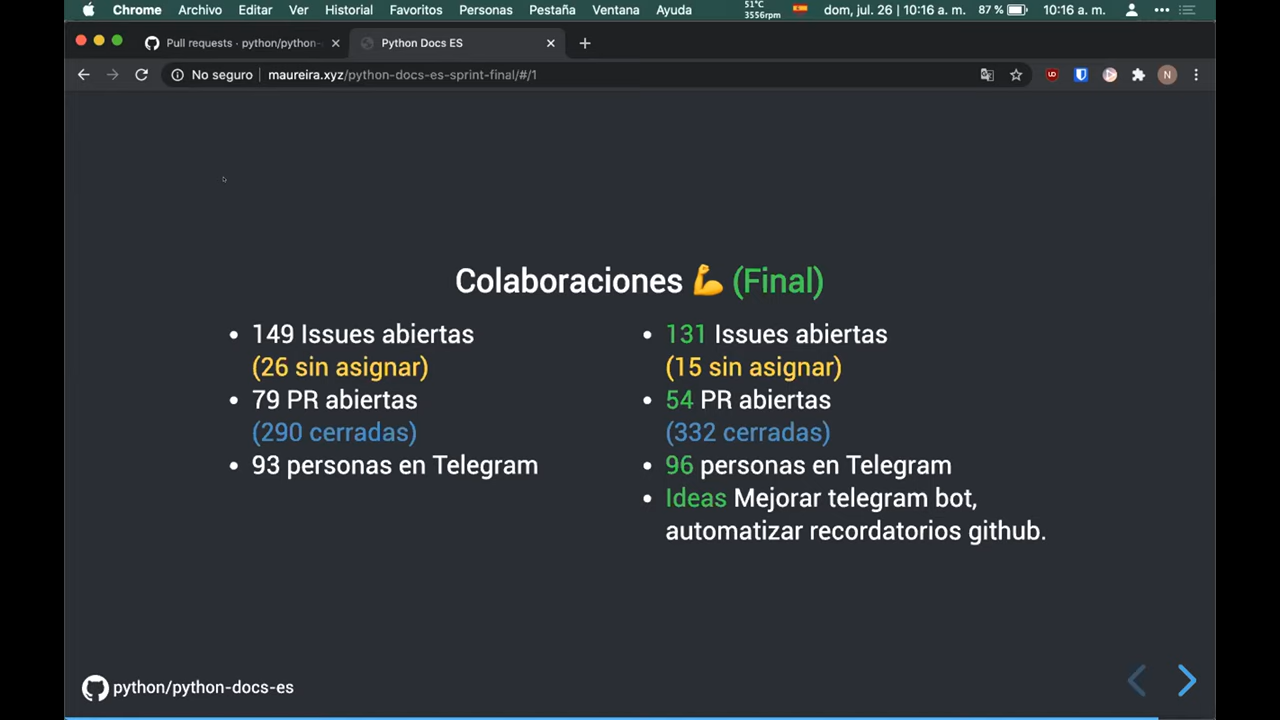 Chrome Archivo Editar Ver Historial Favoritos Personas Pestaña Ventana Ayuda 51°C 3556rpm dom, jul. 26 | 10:16 a. m. 87 % 10:16 a. m.
Pull requests · python/python- Python Docs ES
No seguro maureira.xyz/python-docs-es-sprint-final/#/1 N
Colaboraciones 💪 (Final)
149 Issues abiertas
(26 sin asignar)
79 PR abiertas
(290 cerradas)
93 personas en Telegram
131 Issues abiertas
(15 sin asignar)
54 PR abiertas
(332 cerradas)
96 personas en Telegram
Ideas Mejorar telegram bot,
automatizar recordatorios github.
python/python-docs-es